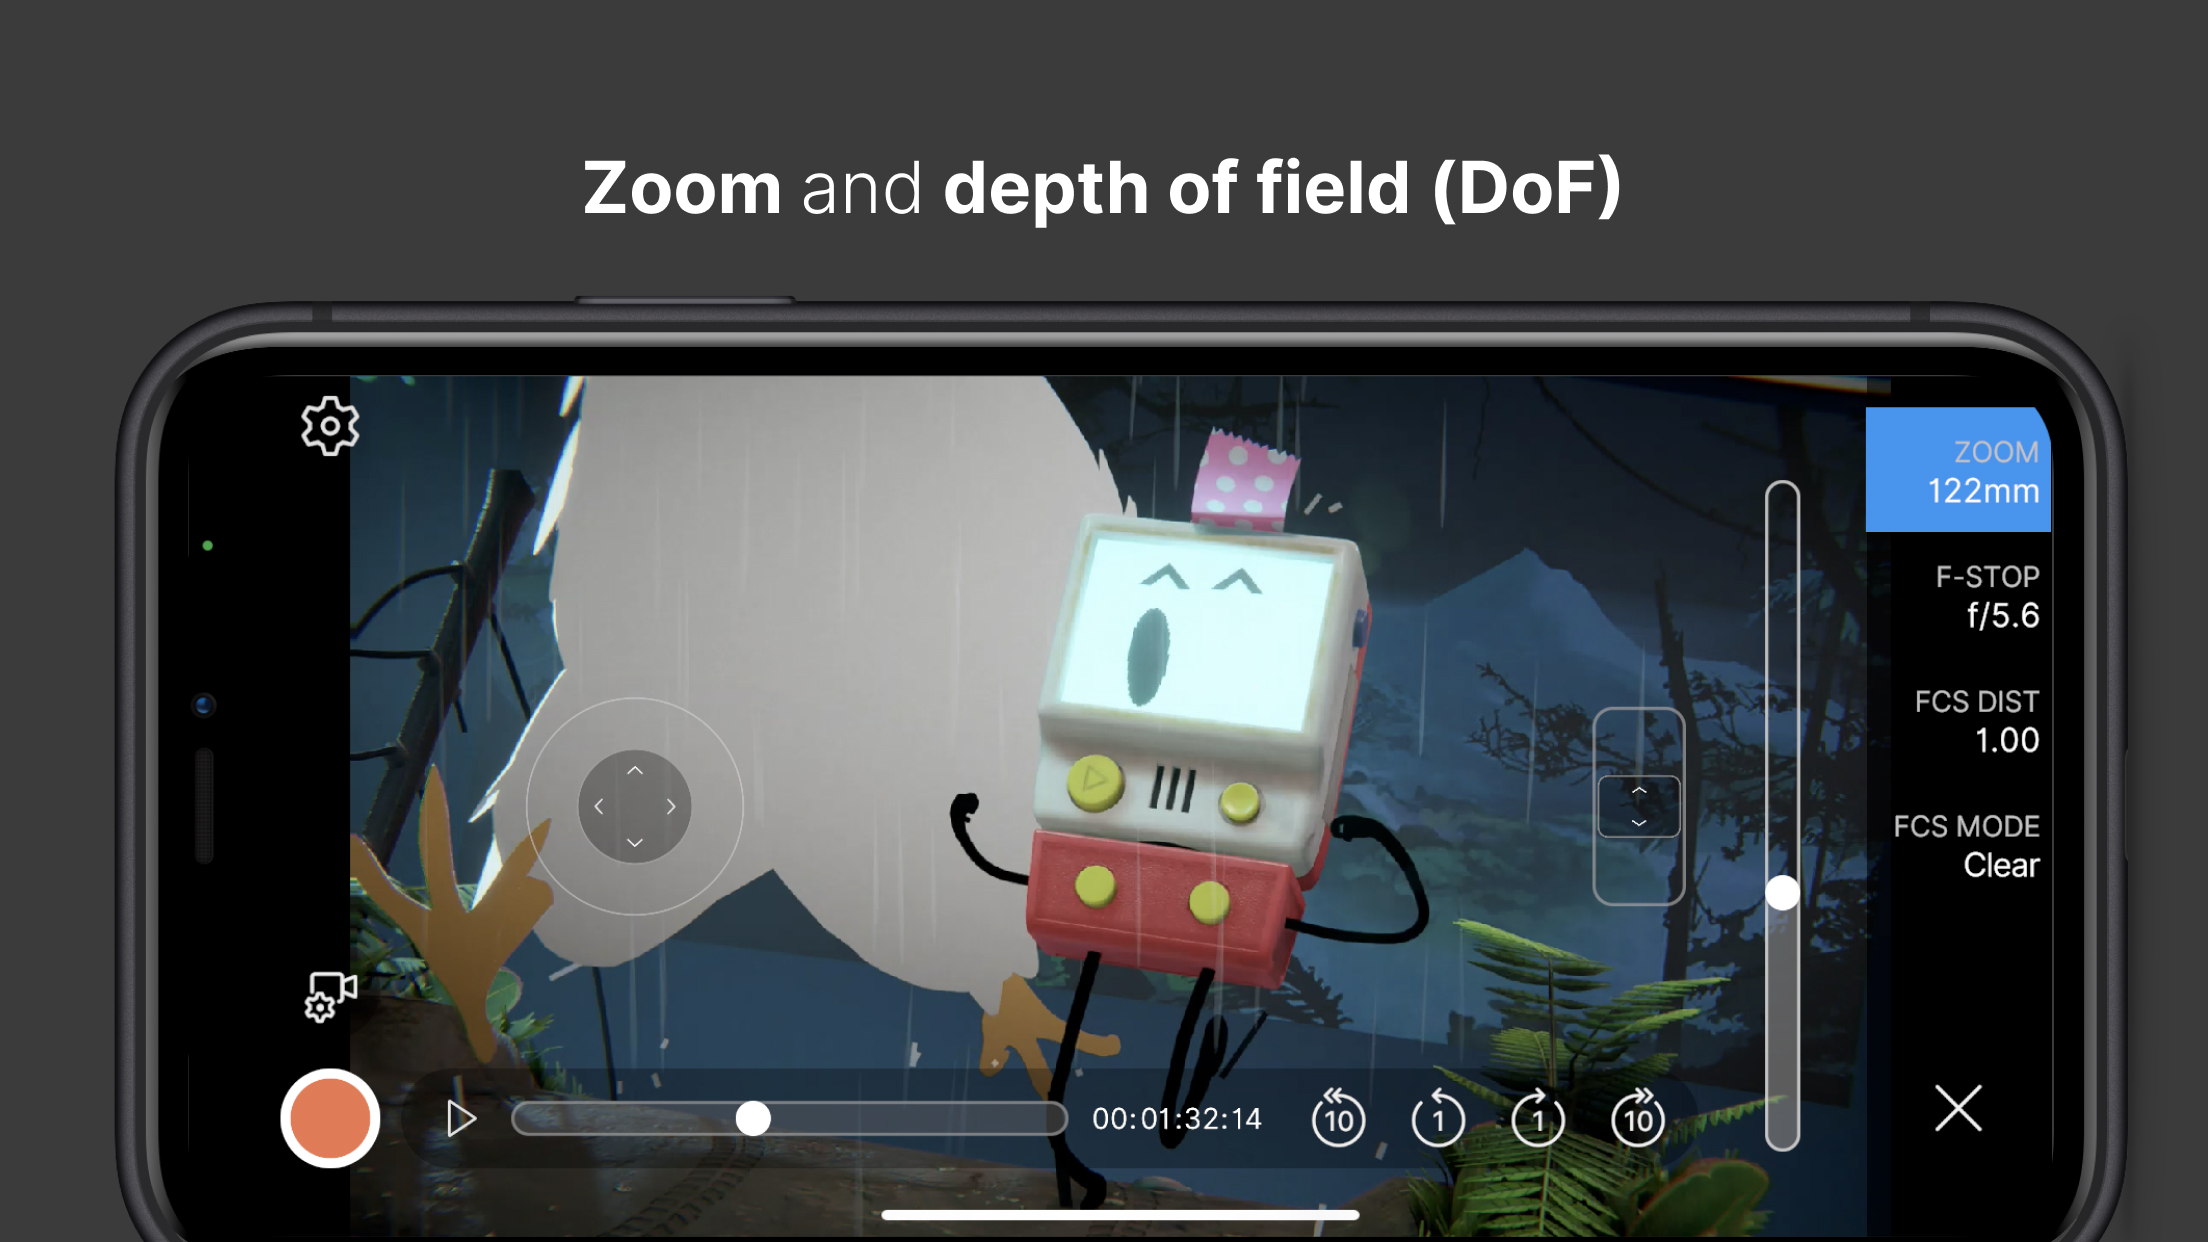 Zoom and depth of field (DoF)
ZOOM
122mm
F-STOP
f/5.6
FCS DIST
1.00
FCS MODE
Clear
00:01:32:14
10
1
1
10